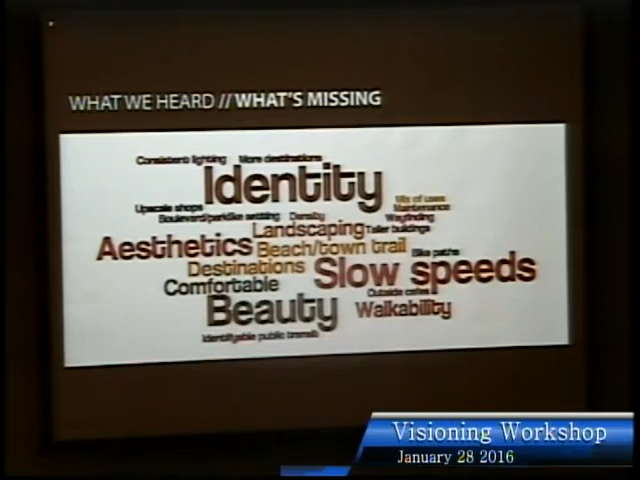 WHAT WE HEARD // WHAT'S MISSING
Consistent lighting More destinations
Identity
Upscale shops Mix of uses
Maintenance
Boulevard/parklike setting Density Wayfinding
Landscaping Taller buildings
Aesthetics Beach/town trail Bike paths
Destinations Slow speeds
Comfortable Outside cafes
Beauty Walkability
Identifyable public transit
Visioning Workshop
January 28 2016